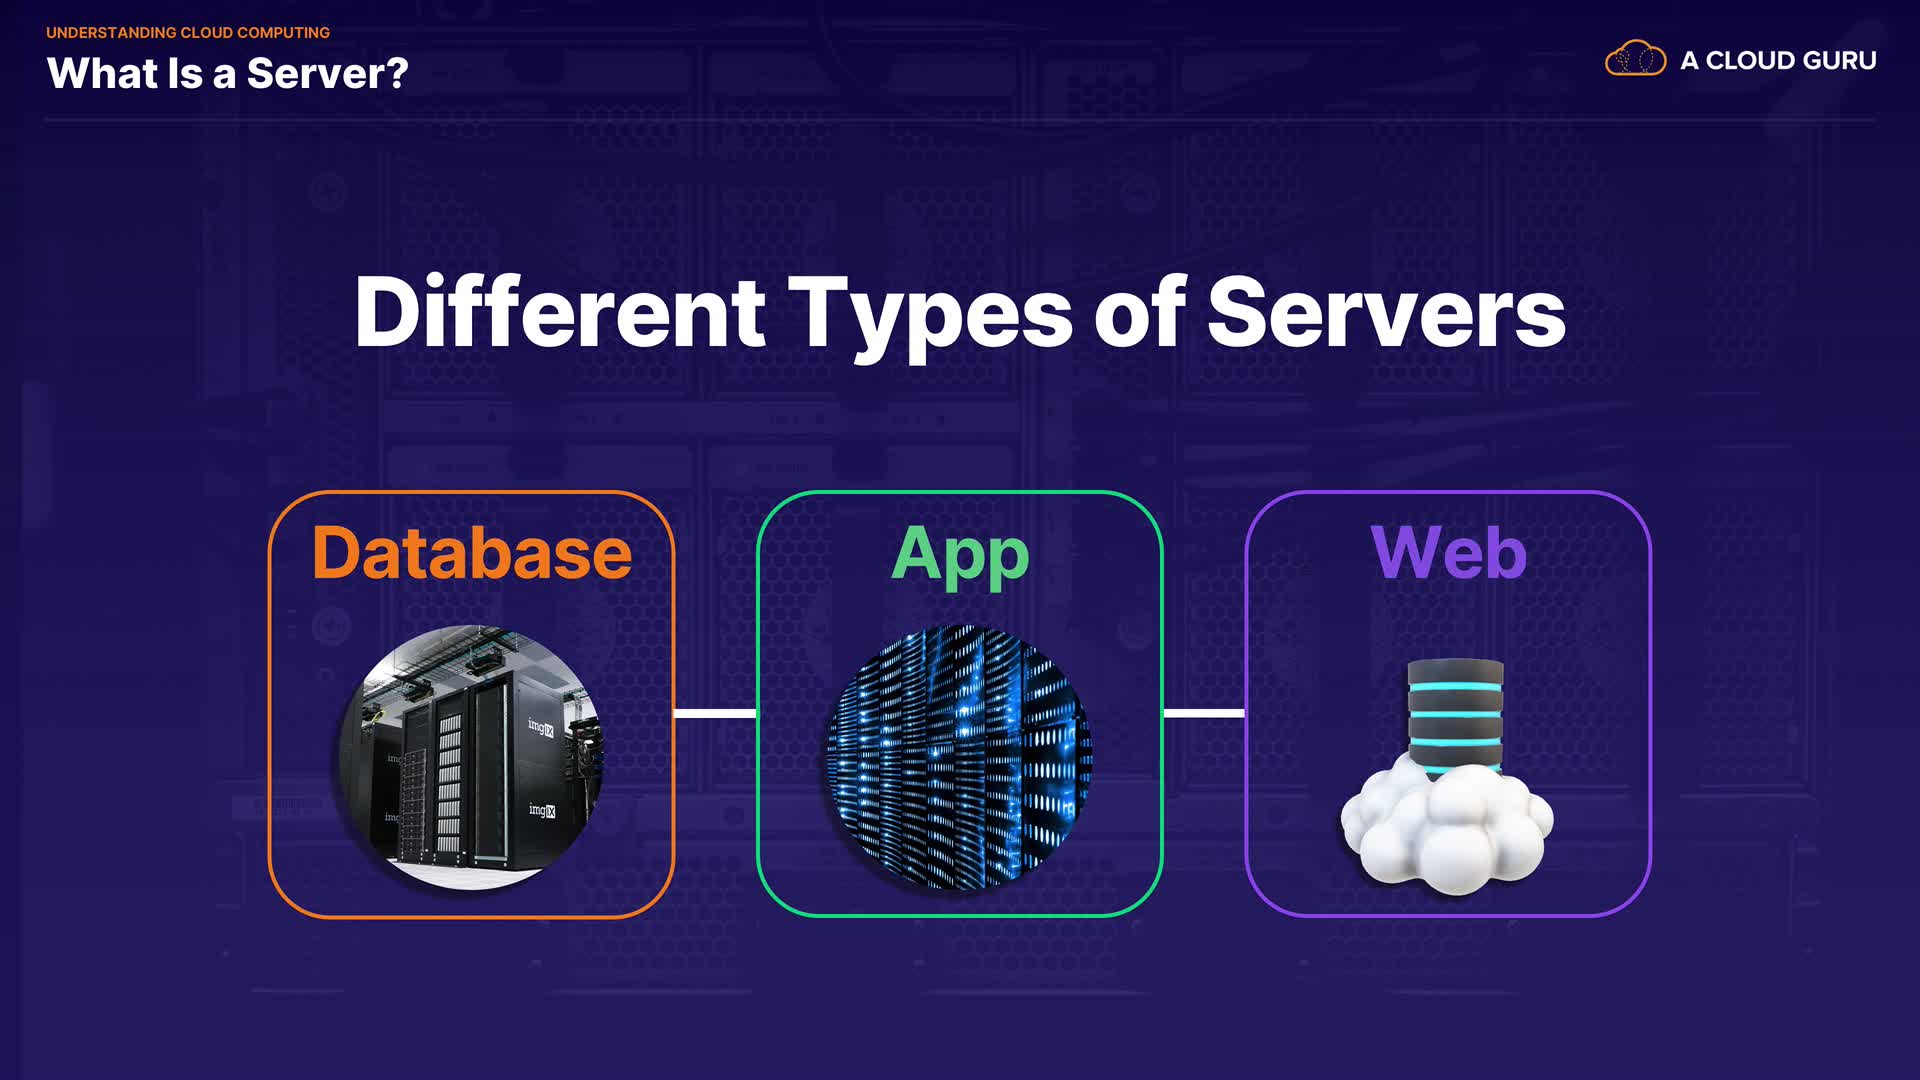 UNDERSTANDING CLOUD COMPUTING
What Is a Server?
A CLOUD GURU
Different Types of Servers
Database
App
Web
imgIX
imgIX